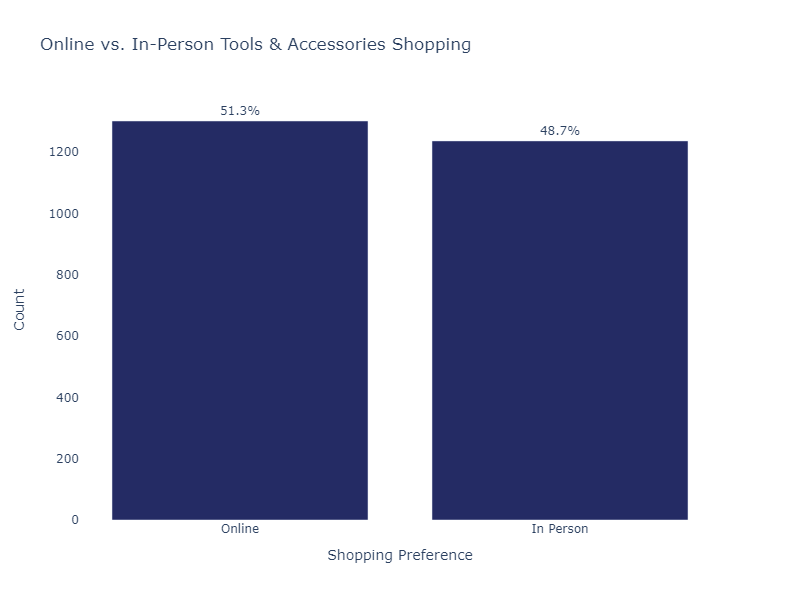 Online vs. In-Person Tools & Accessories Shopping
51.3%
48.7%
1200
1000
800
600
400
200
0
Count
Online
In Person
Shopping Preference